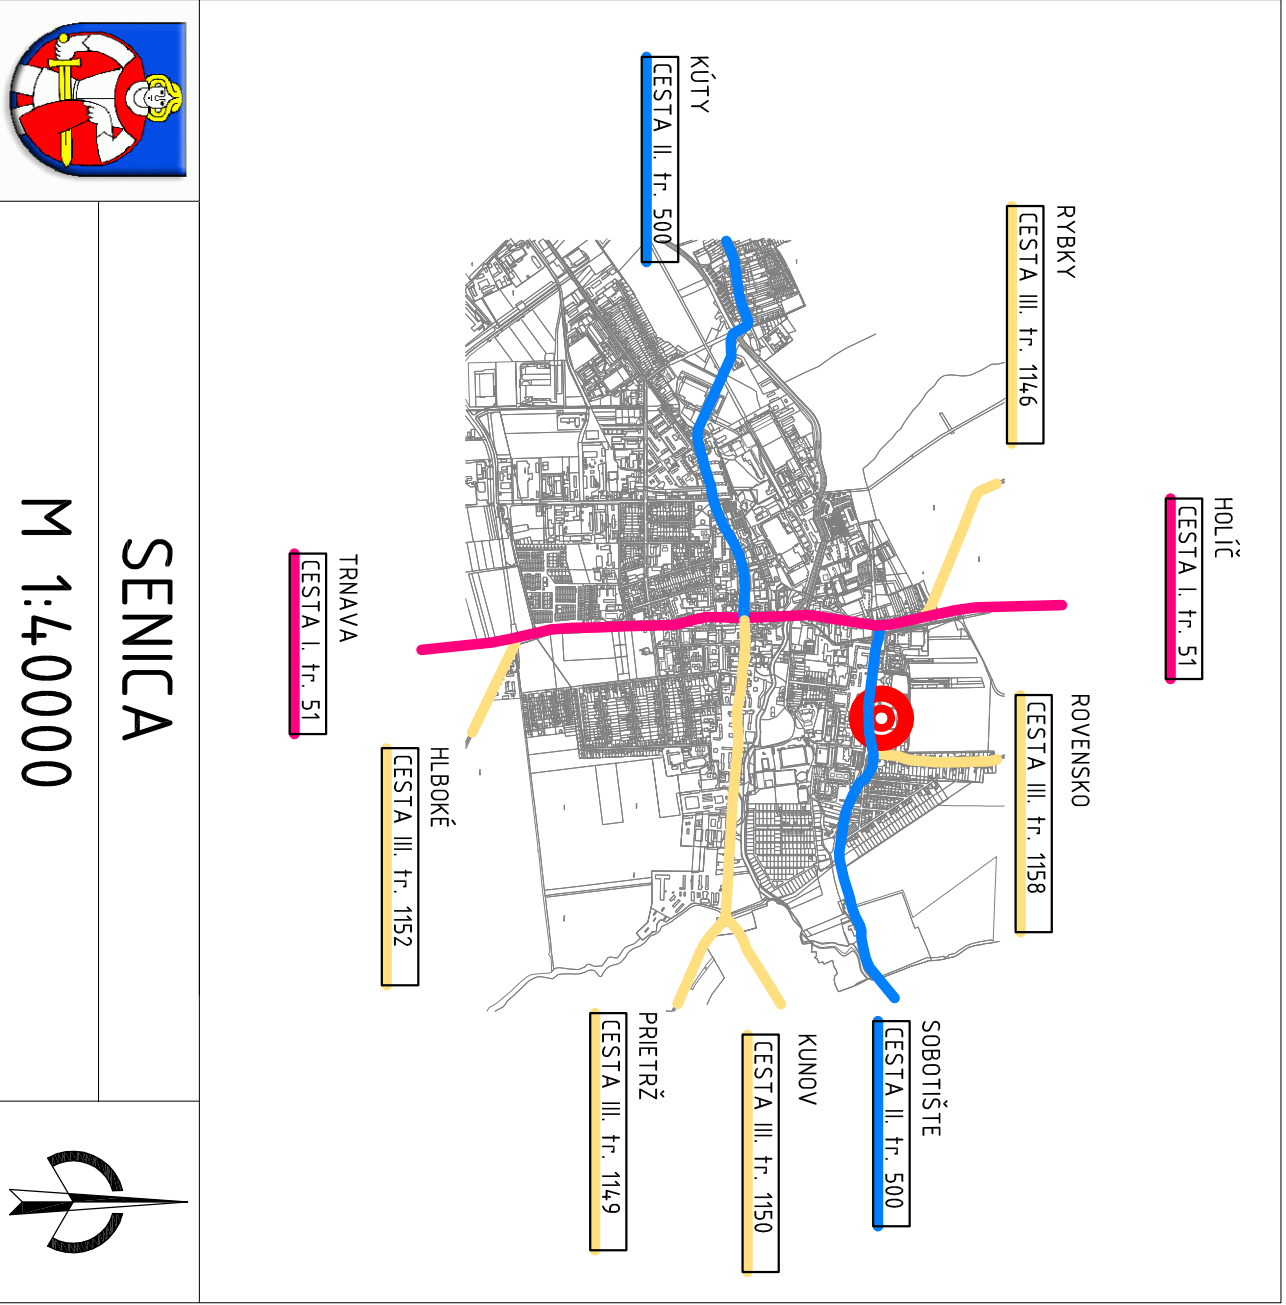 HOLÍČ
CESTA I. tr. 51
RYBKY
CESTA III. tr. 1146
ROVENSKO
CESTA III. tr. 1158
SOBOTIŠTE
CESTA II. tr. 500
KÚTY
CESTA II. tr. 500
KUNOV
CESTA III. tr. 1150
PRIETRŽ
CESTA III. tr. 1149
HLBOKÉ
CESTA III. tr. 1152
TRNAVA
CESTA I. tr. 51
SENICA
M 1:40000